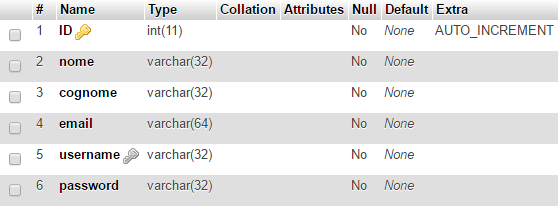 # Name Type Collation Attributes Null Default Extra
1 ID int(11) No None AUTO_INCREMENT
2 nome varchar(32) No None
3 cognome varchar(32) No None
4 email varchar(64) No None
5 username varchar(32) No None
6 password varchar(32) No None